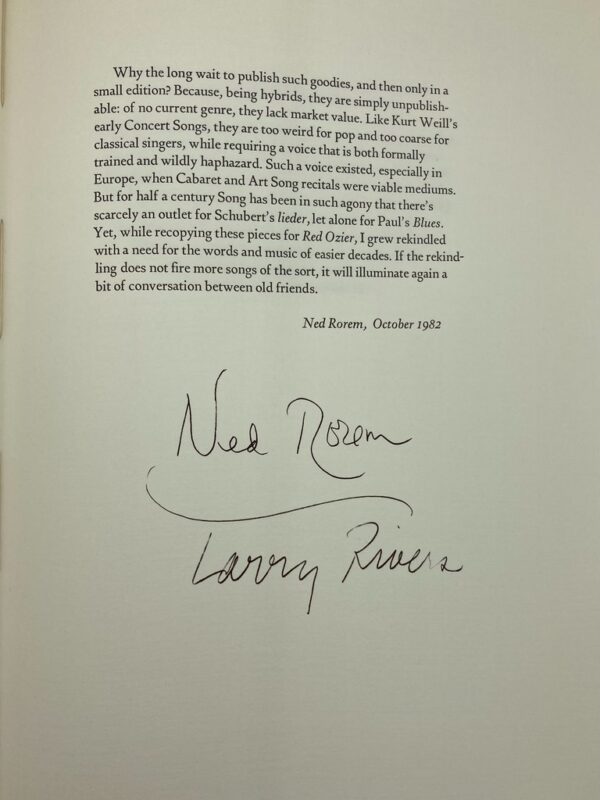 Why the long wait to publish such goodies, and then only in a
small edition? Because, being hybrids, they are simply unpublish-
able: of no current genre, they lack market value. Like Kurt Weill's
early Concert Songs, they are too weird for pop and too coarse for
classical singers, while requiring a voice that is both formally
trained and wildly haphazard. Such a voice existed, especially in
Europe, when Cabaret and Art Song recitals were viable mediums.
But for half a century Song has been in such agony that there's
scarcely an outlet for Schubert's lieder, let alone for Paul's Blues.
Yet, while recopying these pieces for Red Ozier, I grew rekindled
with a need for the words and music of easier decades. If the rekind-
ling does not fire more songs of the sort, it will illuminate again a
bit of conversation between old friends.
Ned Rorem, October 1982
Ned Rorem
Larry Rivers